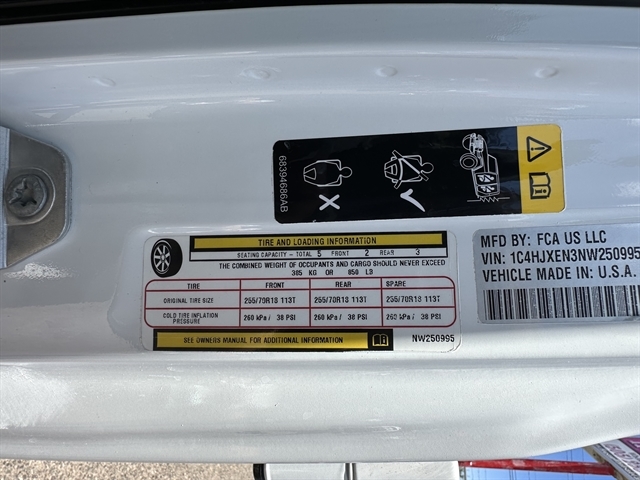 68394686AB
TIRE AND LOADING INFORMATION
SEATING CAPACITY - TOTAL 5 FRONT 2 REAR 3
THE COMBINED WEIGHT OF OCCUPANTS AND CARGO SHOULD NEVER EXCEED
385 KG OR 850 LB
TIRE FRONT REAR SPARE
ORIGINAL TIRE SIZE 255/70R18 113T 255/70R18 113T 255/70R18 113T
COLD TIRE INFLATION PRESSURE 260 kPa / 38 PSI 260 kPa / 38 PSI 260 kPa / 38 PSI
SEE OWNERS MANUAL FOR ADDITIONAL INFORMATION
NW250995
MFD BY: FCA US LLC
VIN: 1C4HJXEN3NW250995
VEHICLE MADE IN U.S.A.